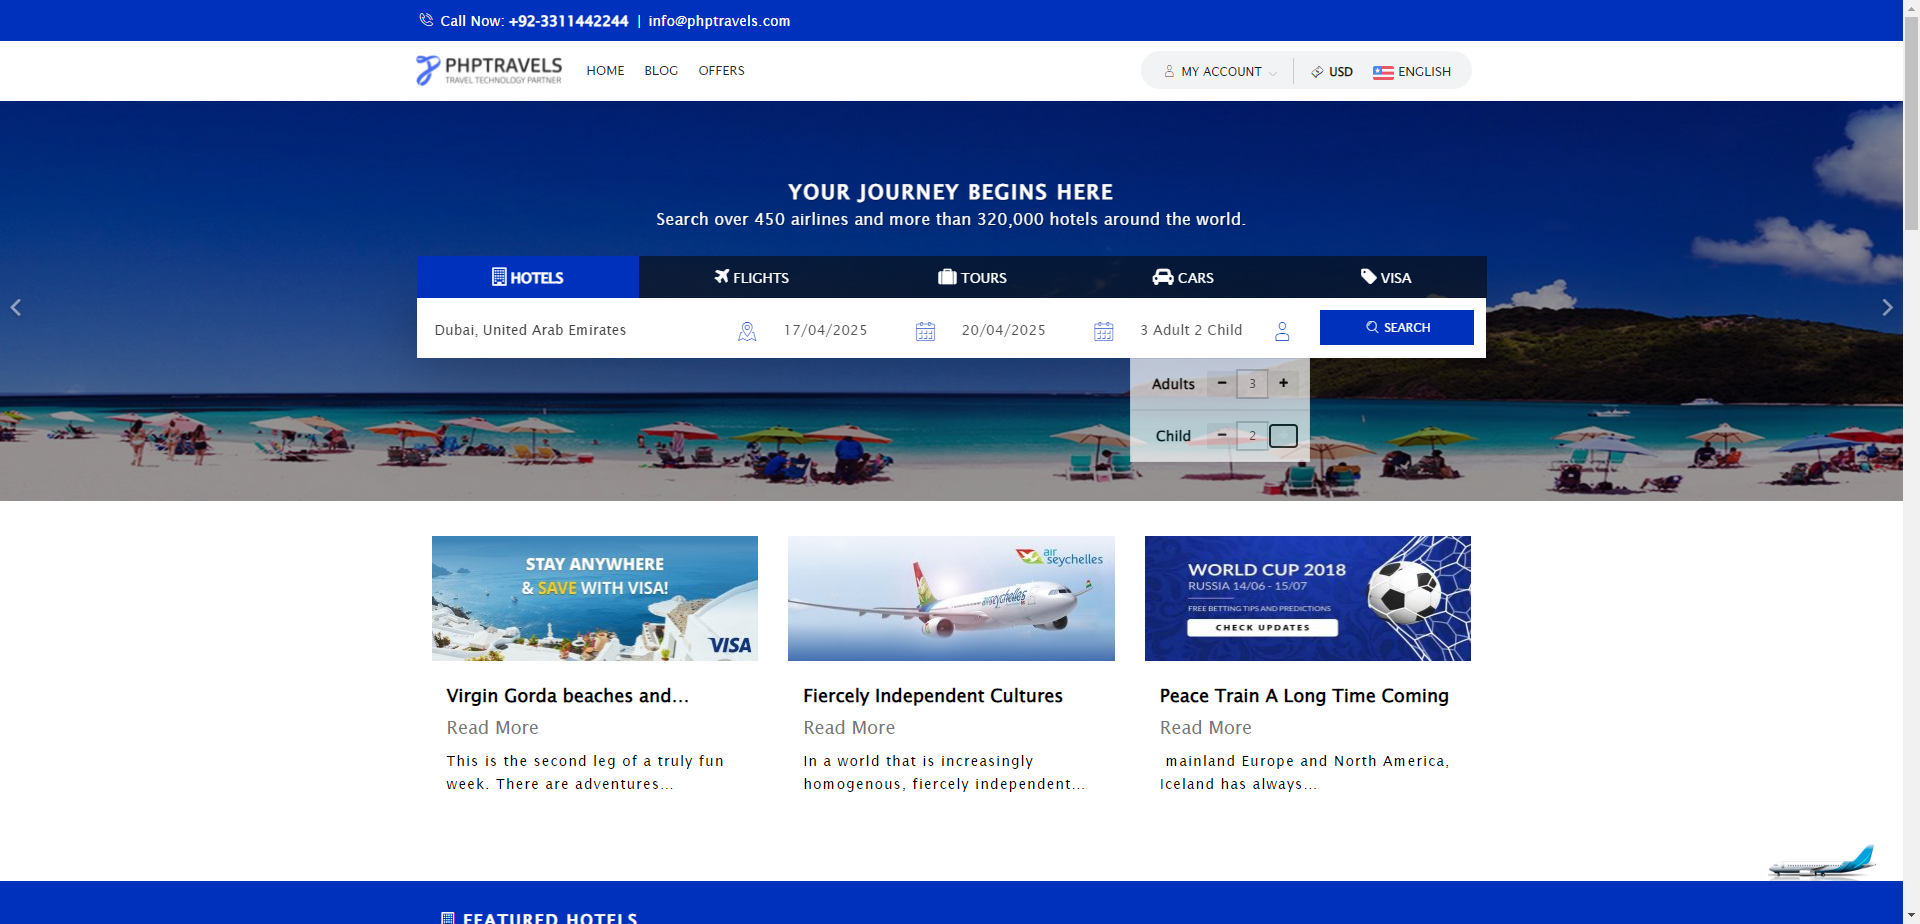 Call Now: +92-3311442244 | info@phptravels.com
PHPTRAVELS
TRAVEL TECHNOLOGY PARTNER
HOME BLOG OFFERS
MY ACCOUNT USD ENGLISH
YOUR JOURNEY BEGINS HERE
Search over 450 airlines and more than 320,000 hotels around the world.
HOTELS FLIGHTS TOURS CARS VISA
Dubai, United Arab Emirates 17/04/2025 20/04/2025 3 Adult 2 Child SEARCH
Adults - 3 +
Child - 2
STAY ANYWHERE
& SAVE WITH VISA!
VISA
air
seychelles
airseychelles
WORLD CUP 2018
RUSSIA 14/06 - 15/07
FREE BETTING TIPS AND PREDICTIONS
CHECK UPDATES
Virgin Gorda beaches and...
Read More
This is the second leg of a truly fun
week. There are adventures...
Fiercely Independent Cultures
Read More
In a world that is increasingly
homogenous, fiercely independent...
Peace Train A Long Time Coming
Read More
mainland Europe and North America,
Iceland has always...
FEATURED HOTELS